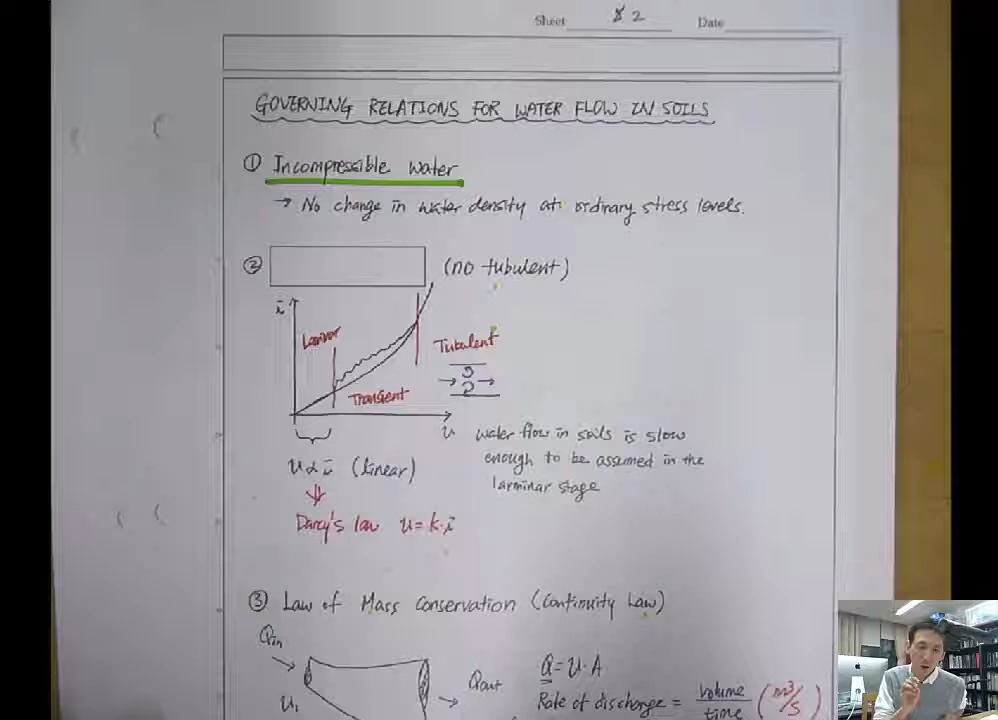 Sheet 2 Date
GOVERNING RELATIONS FOR WATER FLOW IN SOILS
① Incompressible water
→ No change in water density at ordinary stress levels.
② (no tubulent)
i
Laminar
Tubulent
Transient
u
water flow in soils is slow
enough to be assumed in the
larminar stage
u ∝ i (linear)
Darcy's law u = k·i
③ Law of Mass Conservation (Continuity Law)
Qin
Q = u·A
Qout
Rate of discharge = volume/time (m³/s)
u₁